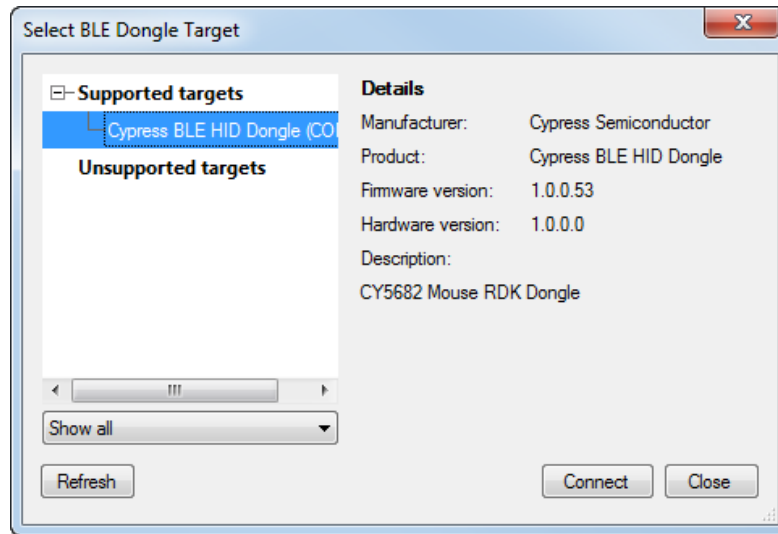 Select BLE Dongle Target
Supported targets
Cypress BLE HID Dongle
Unsupported targets
Show all
Refresh
Details
Manufacturer: Cypress Semiconductor
Product: Cypress BLE HID Dongle
Firmware version: 1.0.0.53
Hardware version: 1.0.0.0
Description:
CY5682 Mouse RDK Dongle
Connect Close